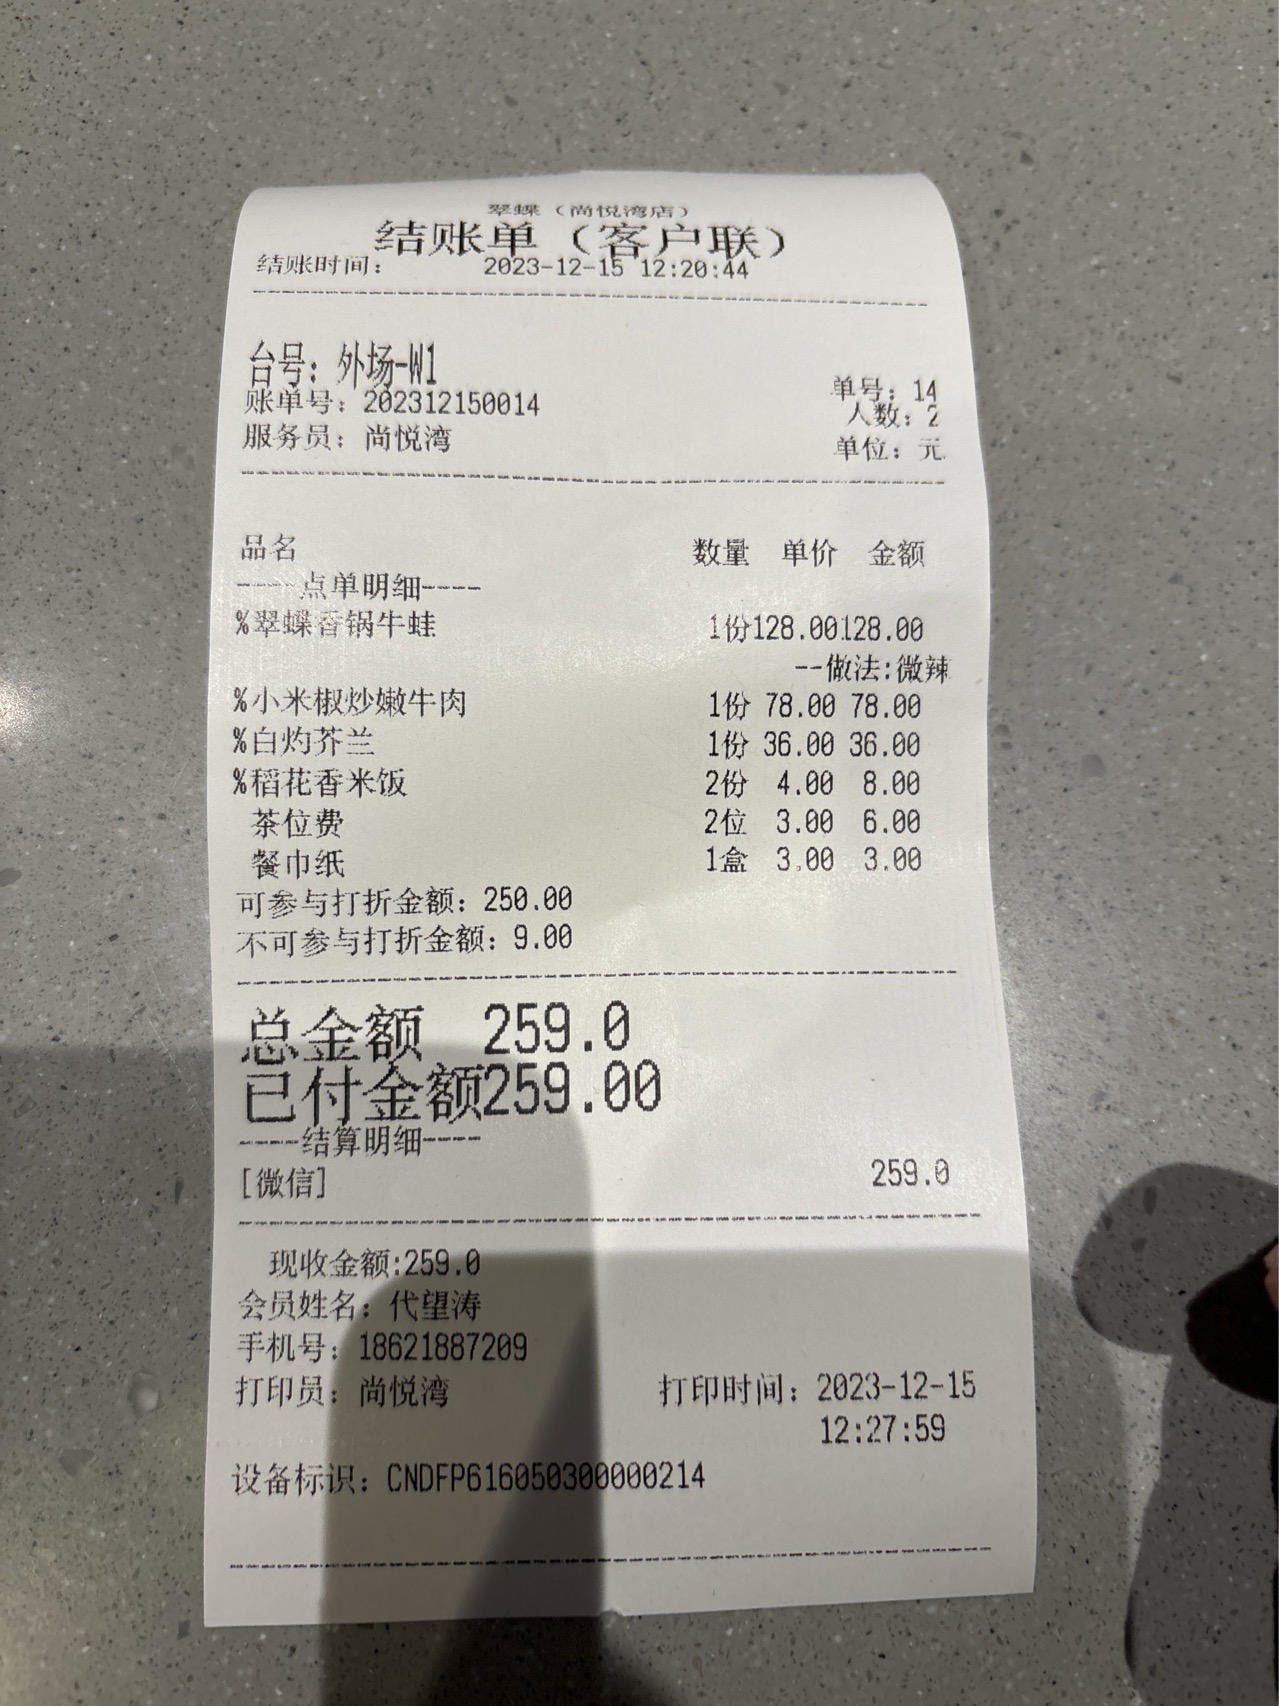 翠蝶（尚悦湾店）
结账单（客户联）
结账时间： 2023-12-15 12:20:44
台号：外场-W1
单号：14
账单号：202312150014
人数：2
服务员：尚悦湾
单位：元
品名 数量 单价 金额
----点单明细----
%翠蝶香锅牛蛙 1份128.00128.00
--做法:微辣
%小米椒炒嫩牛肉 1份 78.00 78.00
%白灼芥兰 1份 36.00 36.00
%稻花香米饭 2份 4.00 8.00
茶位费 2位 3.00 6.00
餐巾纸 1盒 3.00 3.00
可参与打折金额：250.00
不可参与打折金额：9.00
总金额 259.0
已付金额259.00
----结算明细----
[微信] 259.0
现收金额:259.0
会员姓名：代望涛
手机号：18621887209
打印员：尚悦湾 打印时间：2023-12-15
12:27:59
设备标识：CNDFP616050300000214